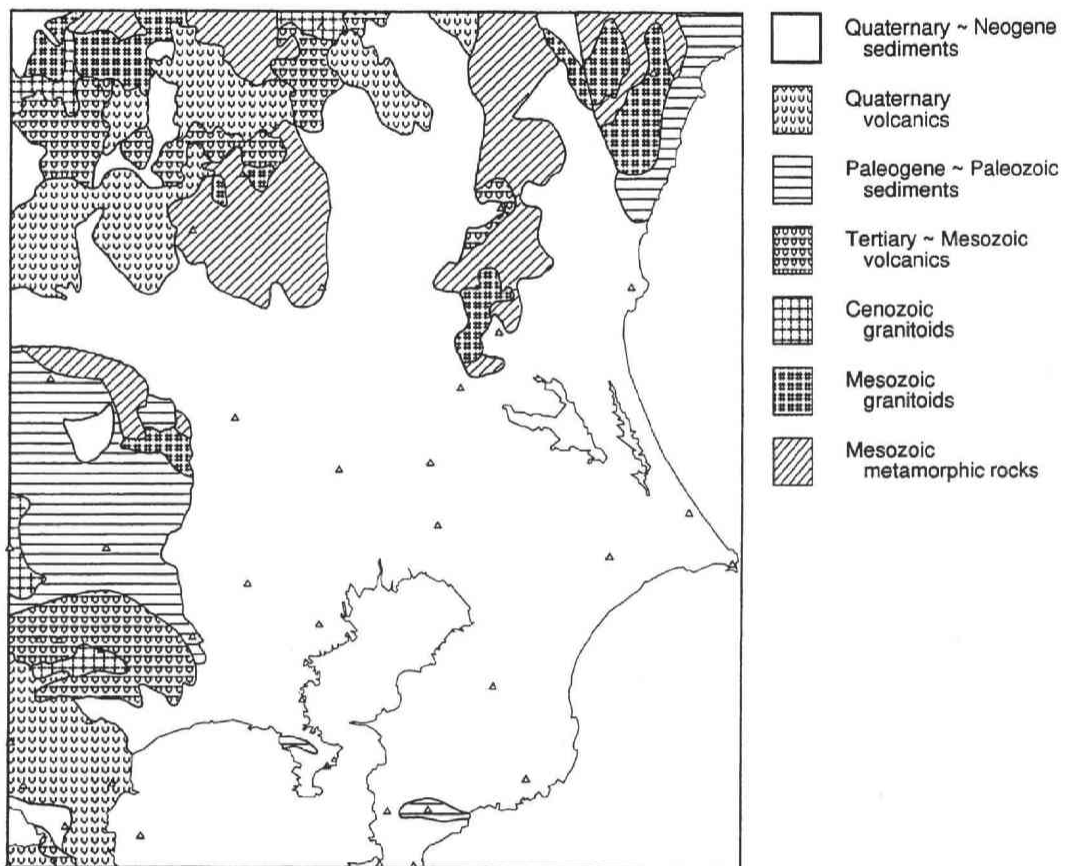 Quaternary ~ Neogene
sediments
Quaternary
volcanics
Paleogene ~ Paleozoic
sediments
Tertiary ~ Mesozoic
volcanics
Cenozoic
granitoids
Mesozoic
granitoids
Mesozoic
metamorphic rocks